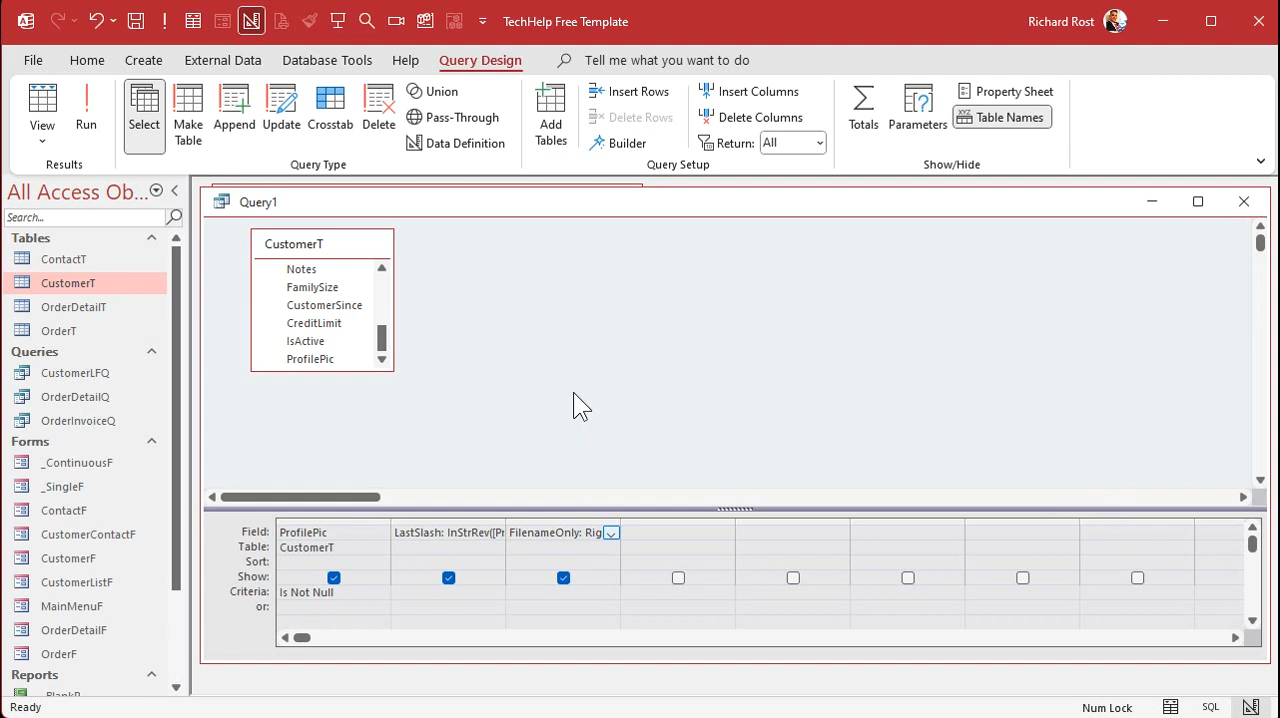 TechHelp Free Template
Richard Rost
File Home Create External Data Database Tools Help Query Design Tell me what you want to do
View
Run
Results
Select
Make Table
Append
Update
Crosstab
Delete
Union
Pass-Through
Data Definition
Query Type
Add Tables
Insert Rows
Delete Rows
Builder
Insert Columns
Delete Columns
Return: All
Query Setup
Totals
Parameters
Property Sheet
Table Names
Show/Hide
All Access Ob...
Search...
Tables
ContactT
CustomerT
OrderDetailT
OrderT
Queries
CustomerLFQ
OrderDetailQ
OrderInvoiceQ
Forms
_ContinuousF
_SingleF
ContactF
CustomerContactF
CustomerF
CustomerListF
MainMenuF
OrderDetailF
OrderF
Reports
Query1
CustomerT
Notes
FamilySize
CustomerSince
CreditLimit
IsActive
ProfilePic
Field: ProfilePic LastSlash: InStrRev([Pr FilenameOnly: Rig
Table: CustomerT
Sort:
Show:
Criteria: Is Not Null
or:
Ready
Num Lock
SQL